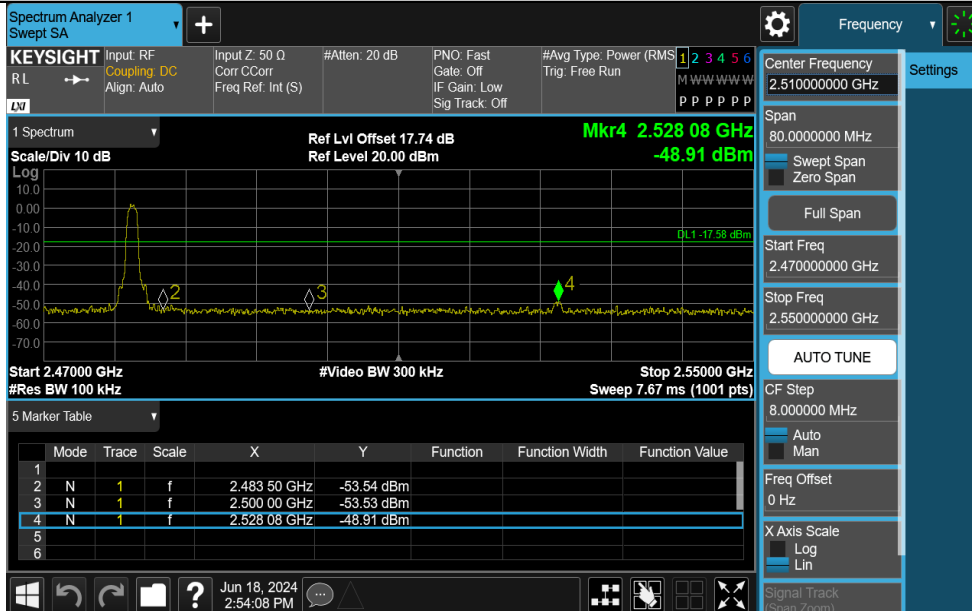 Spectrum Analyzer 1
Swept SA
+
Frequency
KEYSIGHT
R L
LXI
Input: RF
Coupling: DC
Align: Auto
Input Z: 50 Ω
Corr CCorr
Freq Ref: Int (S)
#Atten: 20 dB
PNO: Fast
Gate: Off
IF Gain: Low
Sig Track: Off
#Avg Type: Power (RMS
Trig: Free Run
1 2 3 4 5 6
M W W W W W
P P P P P P
1 Spectrum
Scale/Div 10 dB
Ref Lvl Offset 17.74 dB
Ref Level 20.00 dBm
Mkr4 2.528 08 GHz
-48.91 dBm
Log
10.0
0.00
-10.0
-20.0
-30.0
-40.0
-50.0
-60.0
-70.0
DL1 -17.58 dBm
2
3
4
Start 2.47000 GHz
#Res BW 100 kHz
#Video BW 300 kHz
Stop 2.55000 GHz
Sweep 7.67 ms (1001 pts)
5 Marker Table
Mode Trace Scale X Y Function Function Width Function Value
1
2 N 1 f 2.483 50 GHz -53.54 dBm
3 N 1 f 2.500 00 GHz -53.53 dBm
4 N 1 f 2.528 08 GHz -48.91 dBm
5
6
?
Jun 18, 2024
2:54:08 PM
Center Frequency
2.510000000 GHz
Span
80.0000000 MHz
Swept Span
Zero Span
Full Span
Start Freq
2.470000000 GHz
Stop Freq
2.550000000 GHz
AUTO TUNE
CF Step
8.000000 MHz
Auto
Man
Freq Offset
0 Hz
X Axis Scale
Log
Lin
Signal Track
(Span Zoom)
Settings